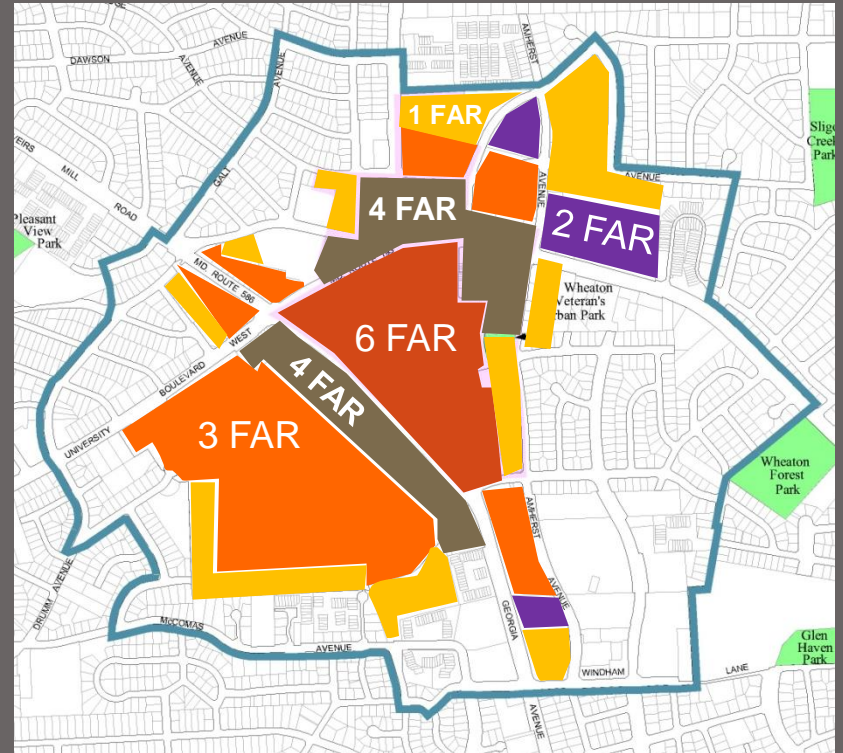 DAWSON
AVENUE
AVENUE
AVENUE
AMHERST
1 FAR
Sligo
Creek
Park
MILL
ROAD
GALT
AVENUE
AVENUE
4 FAR
2 FAR
Pleasant
View
Park
MD. ROUTE 586
Wheaton
Veteran's
Urban Park
WEST
6 FAR
BOULEVARD
4 FAR
UNIVERSITY
3 FAR
Wheaton
Forest
Park
AMHERST
AVENUE
DRUMM AVENUE
McCOMAS
AVENUE
GEORGIA
AVENUE
WINDHAM
LANE
Glen
Haven
Park